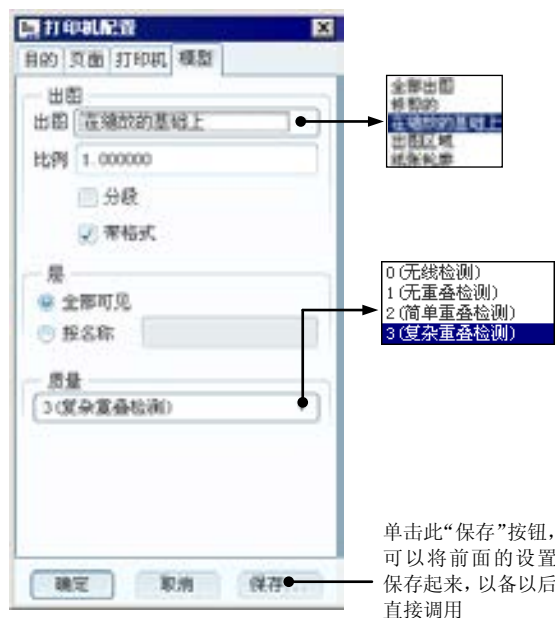 打印机配置
目的 页面 打印机 模型
出图
出图 在缩放的基础上
比例 1.000000
分段
带格式
层
全部可见
按名称
质量
3(复杂重叠检测)
确定 取消 保存...
全部出图
修剪的
在缩放的基础上
出图区域
纸张轮廓
0(无线检测)
1(无重叠检测)
2(简单重叠检测)
3(复杂重叠检测)
单击此“保存”按钮，
可以将前面的设置
保存起来，以备以后
直接调用